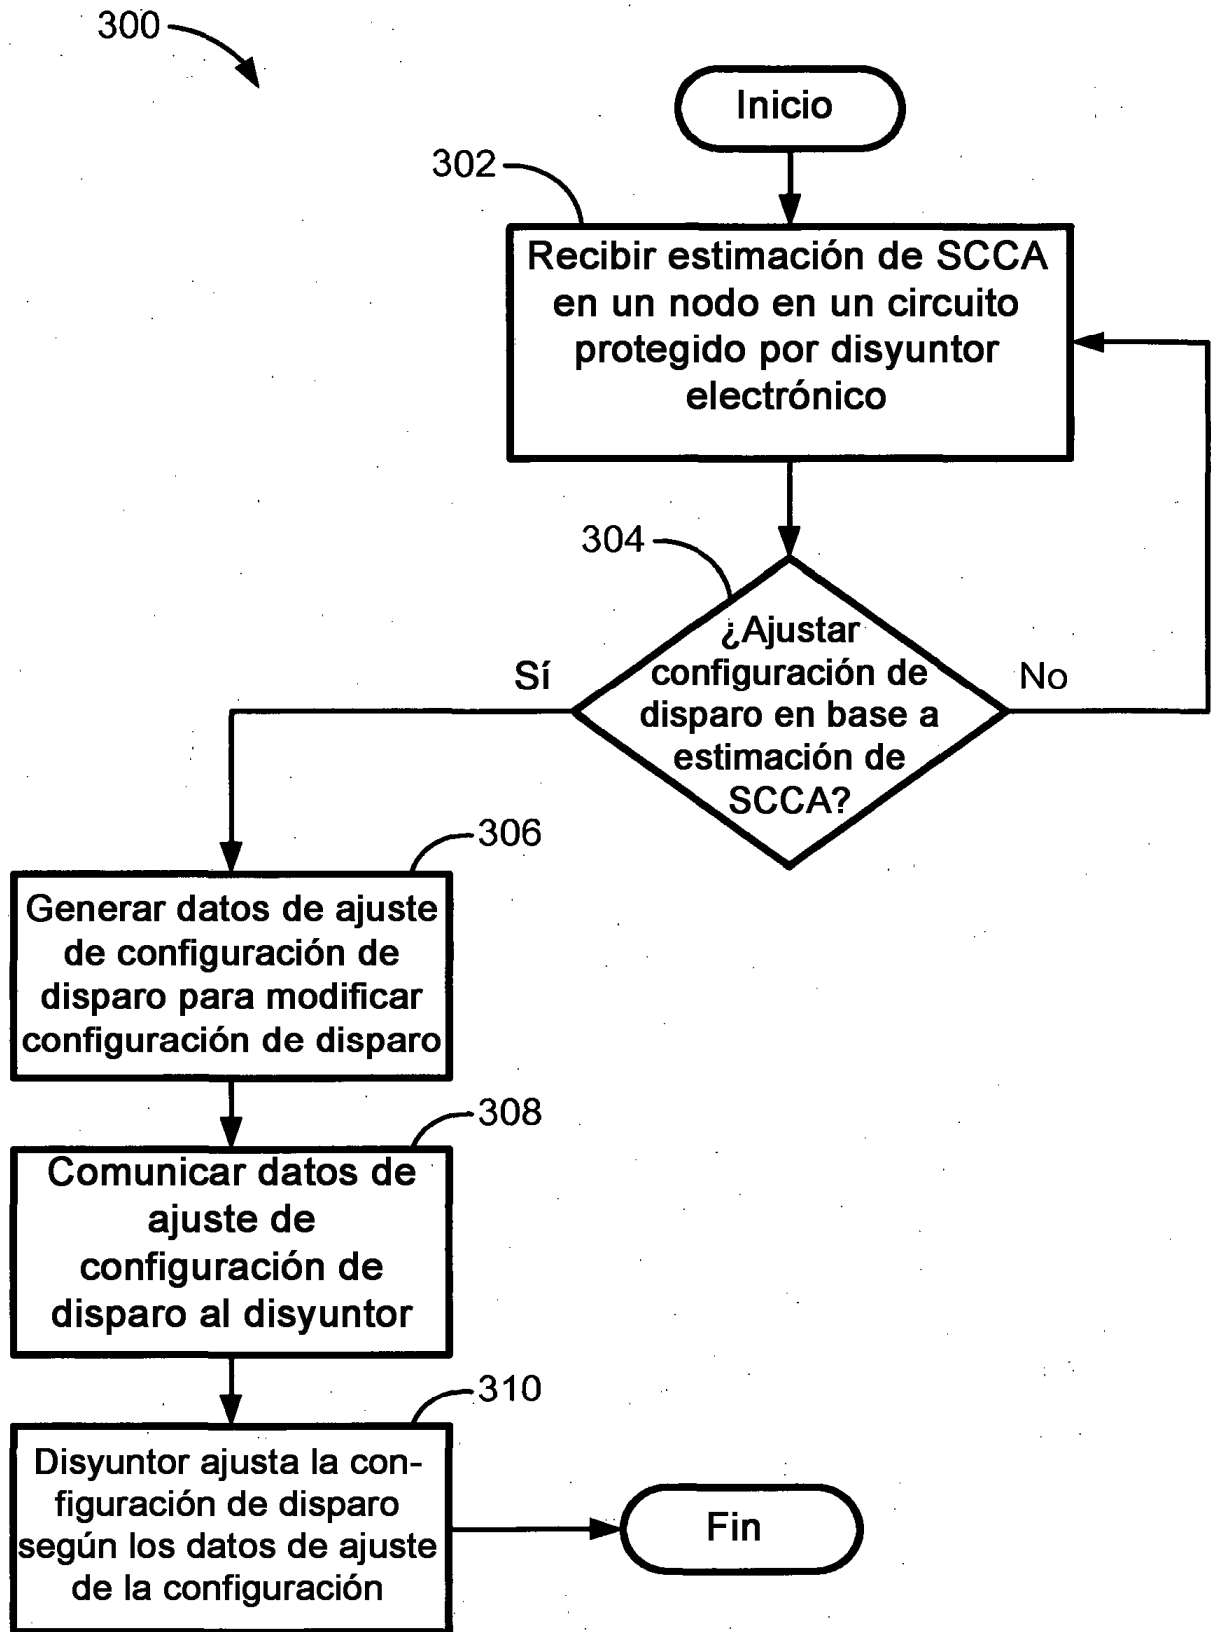 300
Inicio
302
Recibir estimación de SCCA
en un nodo en un circuito
protegido por disyuntor
electrónico
304
¿Ajustar
configuración de
disparo en base a
estimación de
SCCA?
Sí
No
306
Generar datos de ajuste
de configuración de
disparo para modificar
configuración de disparo
308
Comunicar datos de
ajuste de
configuración de
disparo al disyuntor
310
Disyuntor ajusta la con-
figuración de disparo
según los datos de ajuste
de la configuración
Fin